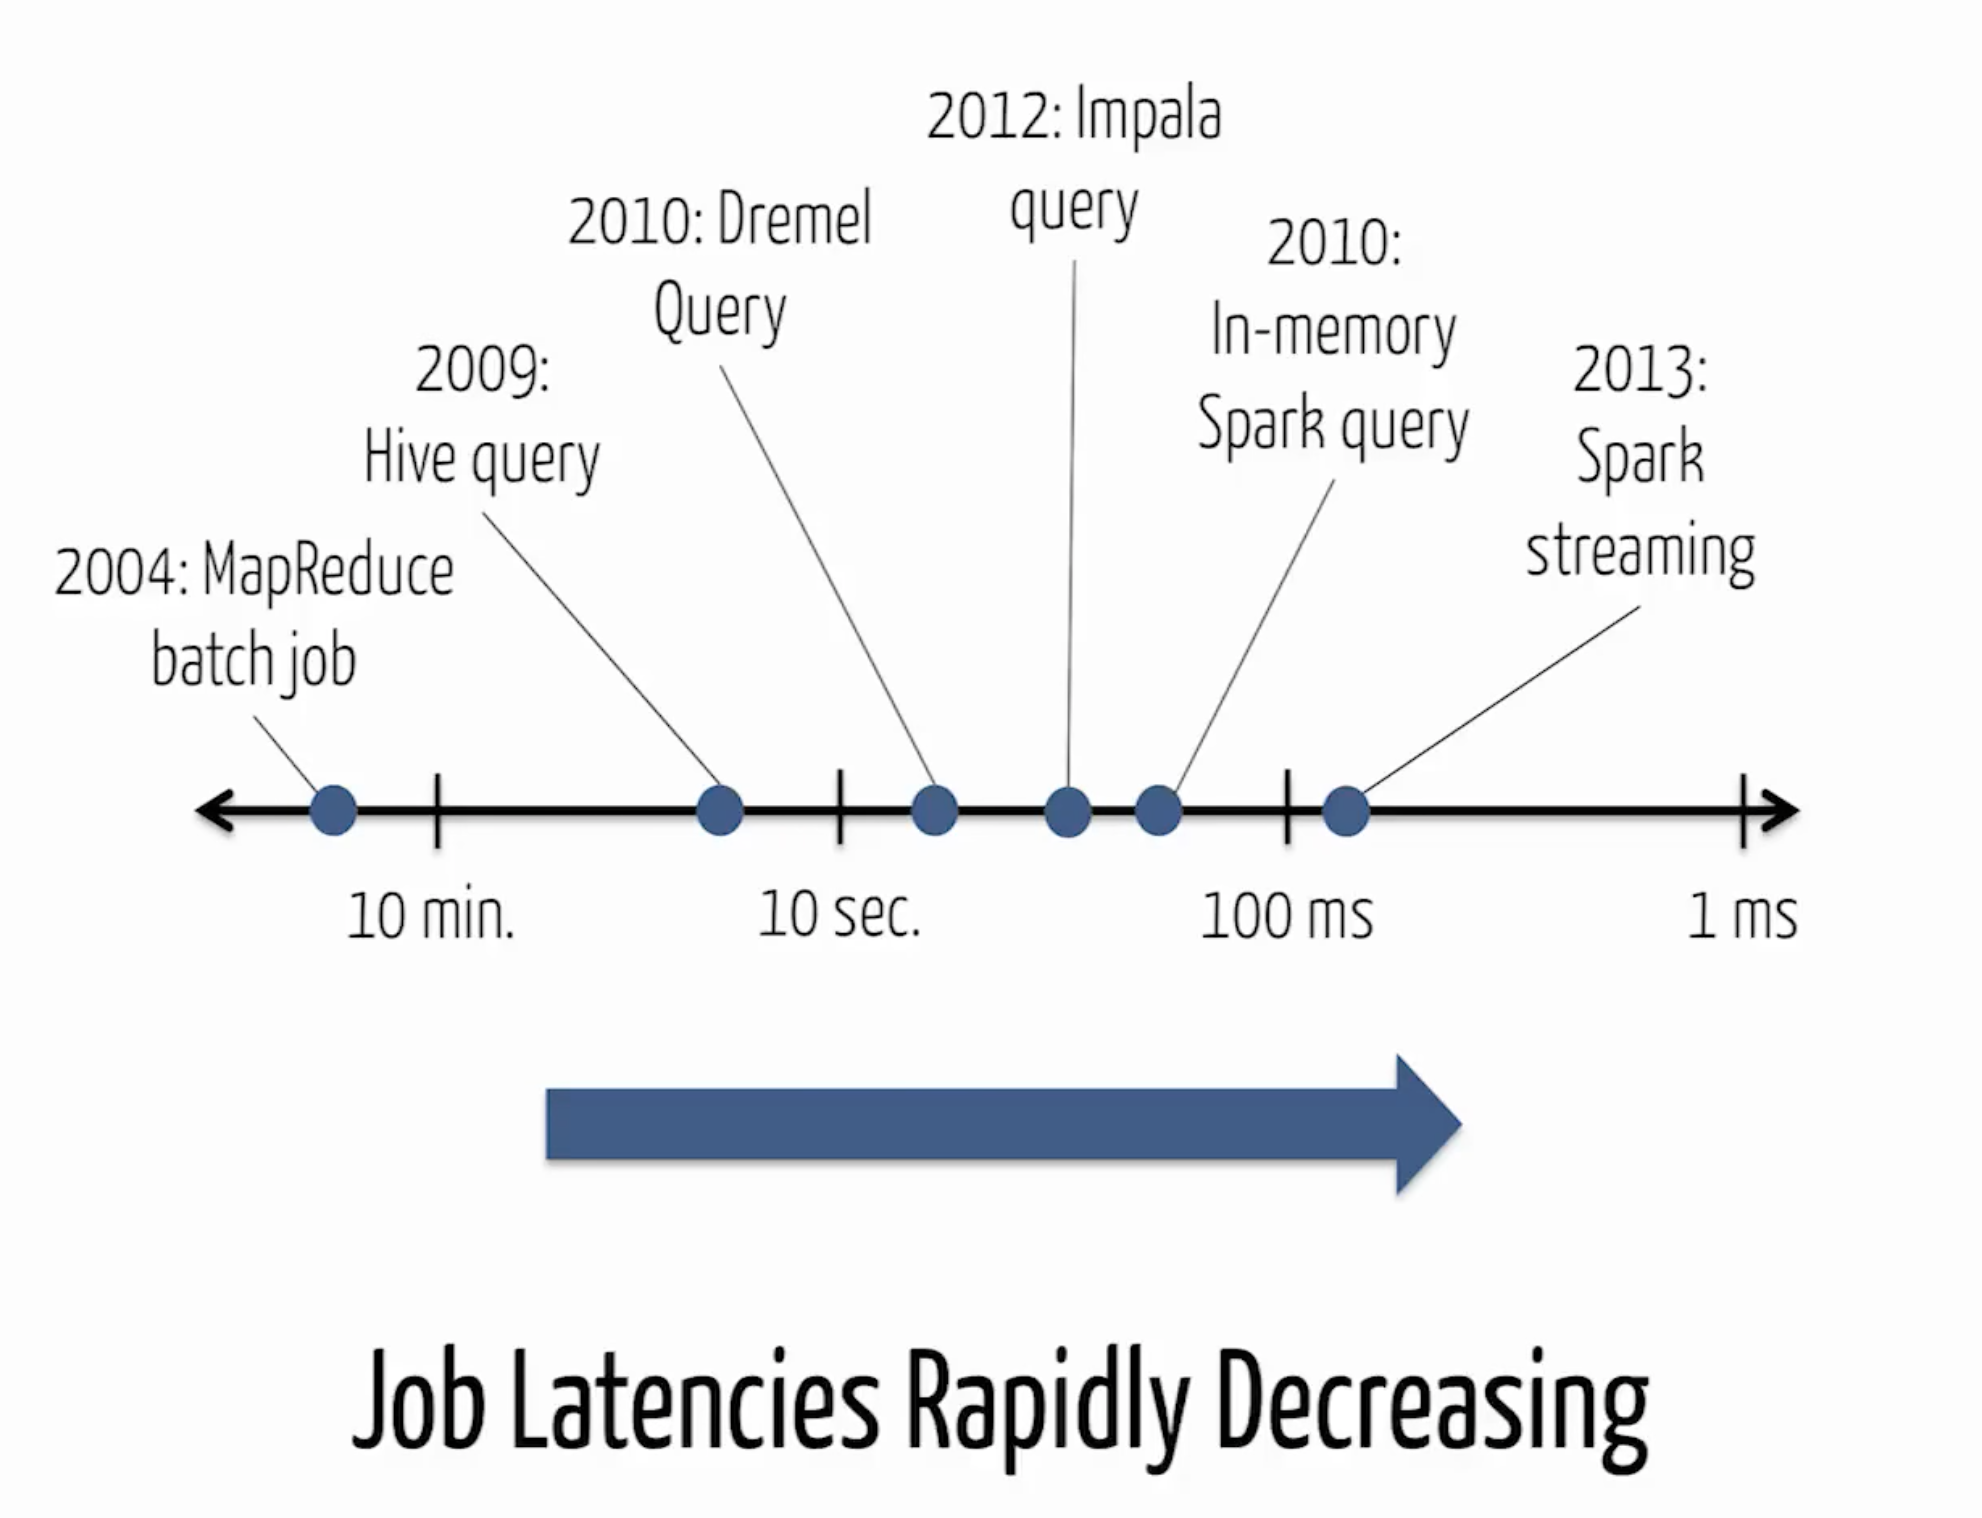 2012: Impala
query
2010: Dremel
Query
2010:
In-memory
Spark query
2009:
Hive query
2013:
Spark
streaming
2004: MapReduce
batch job
10 min.
10 sec.
100 ms
1 ms
Job Latencies Rapidly Decreasing